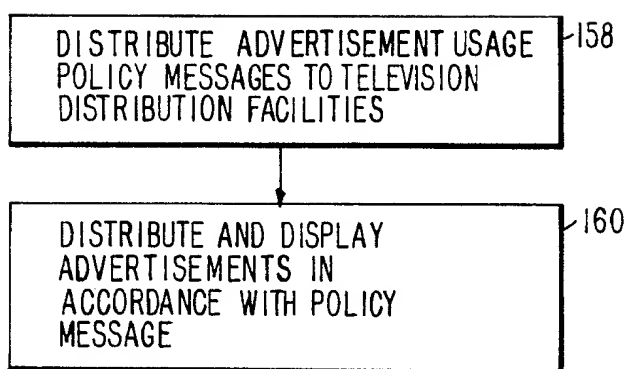 DISTRIBUTE ADVERTISEMENT USAGE
POLICY MESSAGES TO TELEVISION
DISTRIBUTION FACILITIES
158
DISTRIBUTE AND DISPLAY
ADVERTISEMENTS IN
ACCORDANCE WITH POLICY
MESSAGE
160